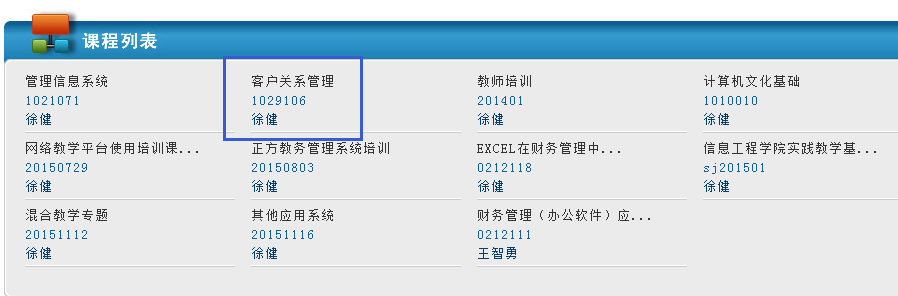 课程列表
管理信息系统
1021071
徐健
客户关系管理
1029106
徐健
教师培训
201401
徐健
计算机文化基础
1010010
徐健
网络教学平台使用培训课...
20150729
徐健
正方教务管理系统培训
20150803
徐健
EXCEL在财务管理中...
0212118
徐健
信息工程学院实践教学基...
sj201501
徐健
混合教学专题
20151112
徐健
其他应用系统
20151116
徐健
财务管理（办公软件）应...
0212111
王智勇